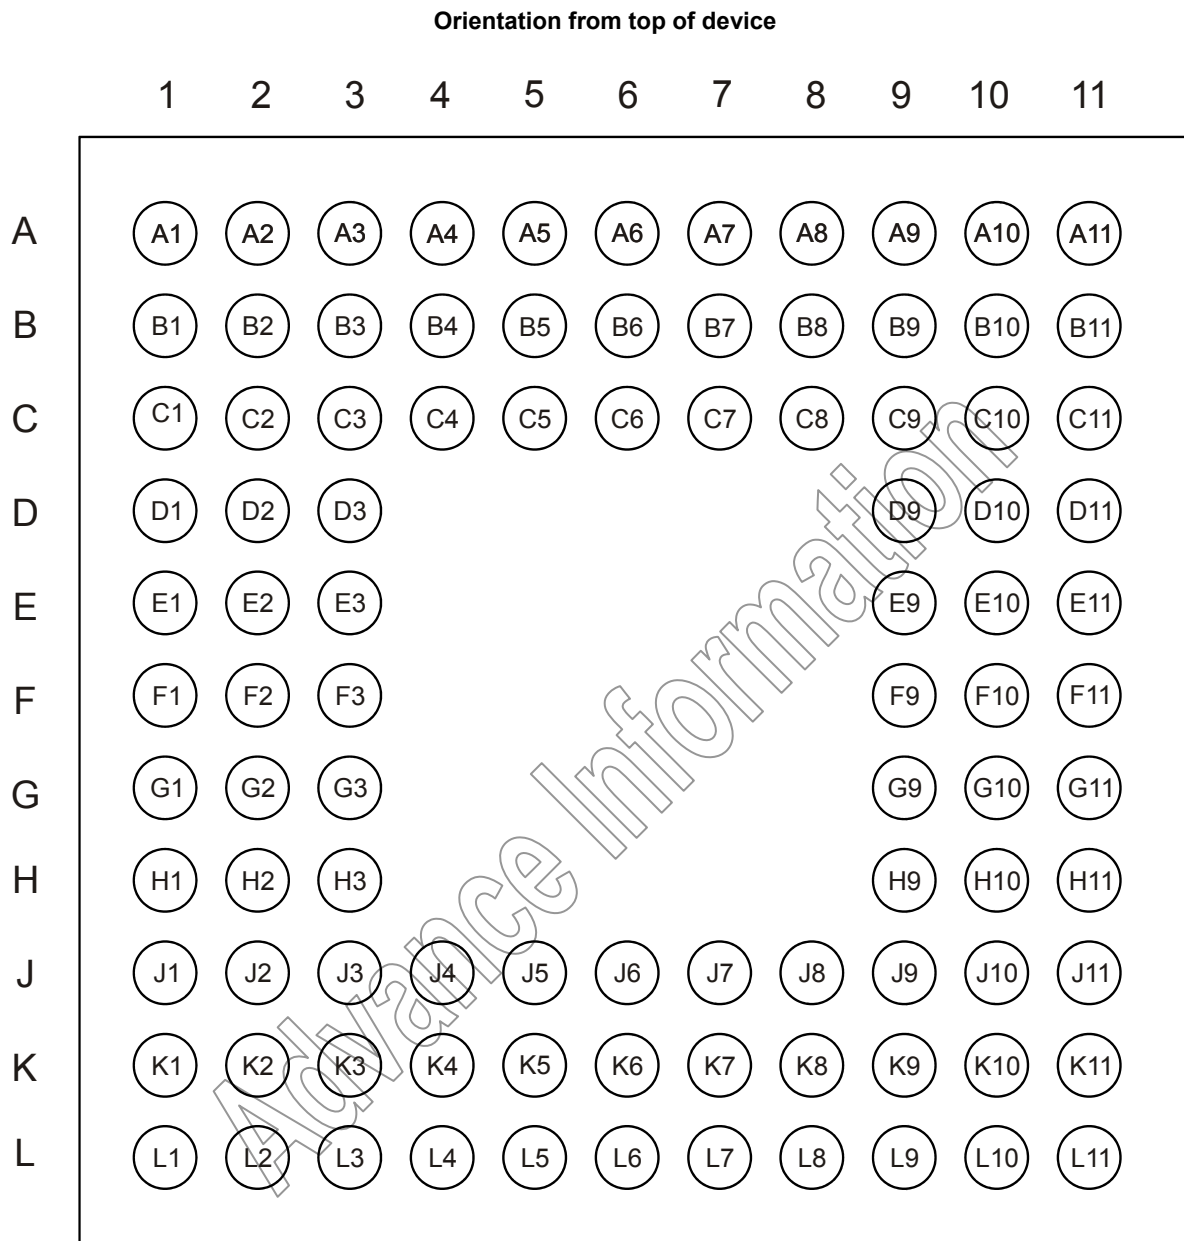 Orientation from top of device
1 2 3 4 5 6 7 8 9 10 11
A A1 A2 A3 A4 A5 A6 A7 A8 A9 A10 A11
B B1 B2 B3 B4 B5 B6 B7 B8 B9 B10 B11
C C1 C2 C3 C4 C5 C6 C7 C8 C9 C10 C11
D D1 D2 D3 D9 D10 D11
E E1 E2 E3 E9 E10 E11
F F1 F2 F3 F9 F10 F11
G G1 G2 G3 G9 G10 G11
H H1 H2 H3 H9 H10 H11
J J1 J2 J3 J4 J5 J6 J7 J8 J9 J10 J11
K K1 K2 K3 K4 K5 K6 K7 K8 K9 K10 K11
L L1 L2 L3 L4 L5 L6 L7 L8 L9 L10 L11
Advance Information